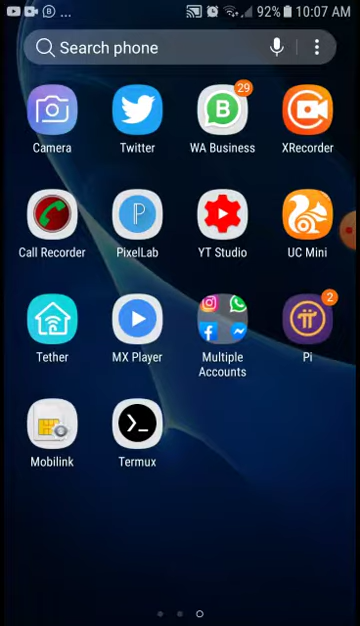 B ... 92% 10:07 AM
Search phone
29
Camera Twitter WA Business XRecorder
Call Recorder PixelLab YT Studio UC Mini
2
Tether MX Player Multiple Accounts Pi
Mobilink Termux